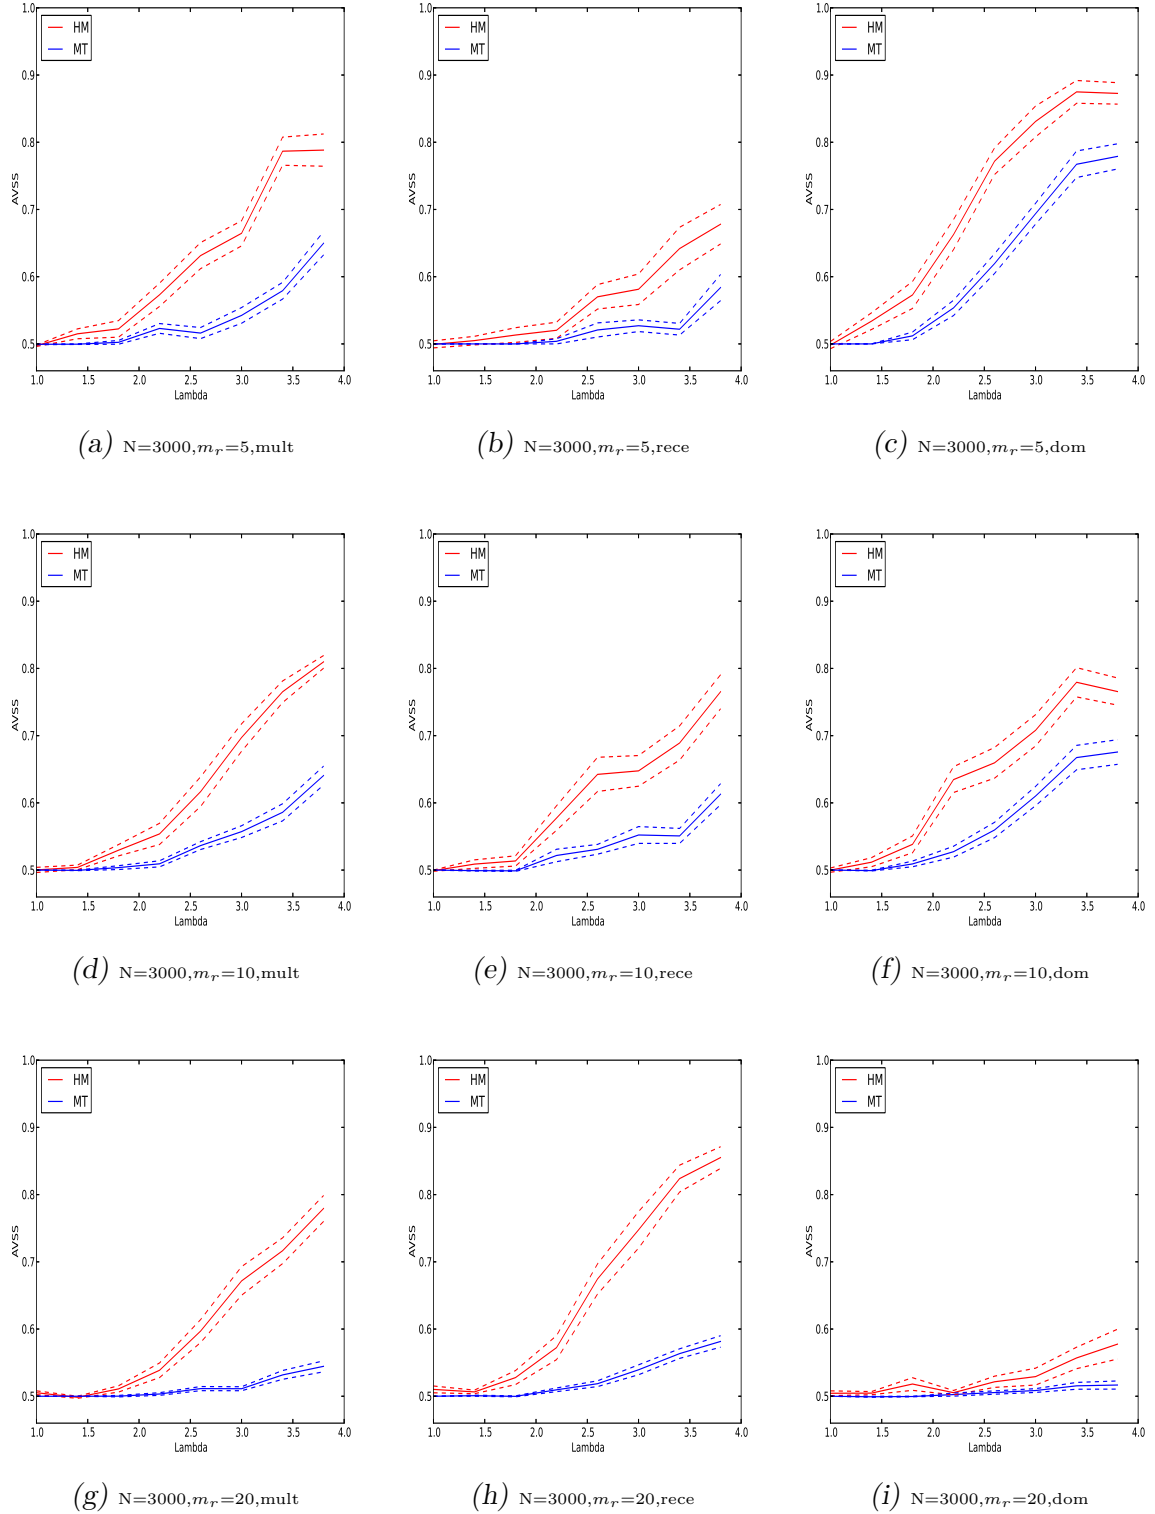 1.0
HM
MT
0.9
0.8
0.7
0.6
0.5
AVSS
1.0 1.5 2.0 2.5 3.0 3.5 4.0
Lambda
(a) N=3000,m_r=5,mult
1.0
HM
MT
0.9
0.8
0.7
0.6
0.5
AVSS
1.0 1.5 2.0 2.5 3.0 3.5 4.0
Lambda
(b) N=3000,m_r=5,rece
1.0
HM
MT
0.9
0.8
0.7
0.6
0.5
AVSS
1.0 1.5 2.0 2.5 3.0 3.5 4.0
Lambda
(c) N=3000,m_r=5,dom
1.0
HM
MT
0.9
0.8
0.7
0.6
0.5
AVSS
1.0 1.5 2.0 2.5 3.0 3.5 4.0
Lambda
(d) N=3000,m_r=10,mult
1.0
HM
MT
0.9
0.8
0.7
0.6
0.5
AVSS
1.0 1.5 2.0 2.5 3.0 3.5 4.0
Lambda
(e) N=3000,m_r=10,rece
1.0
HM
MT
0.9
0.8
0.7
0.6
0.5
AVSS
1.0 1.5 2.0 2.5 3.0 3.5 4.0
Lambda
(f) N=3000,m_r=10,dom
1.0
HM
MT
0.9
0.8
0.7
0.6
0.5
AVSS
1.0 1.5 2.0 2.5 3.0 3.5 4.0
Lambda
(g) N=3000,m_r=20,mult
1.0
HM
MT
0.9
0.8
0.7
0.6
0.5
AVSS
1.0 1.5 2.0 2.5 3.0 3.5 4.0
Lambda
(h) N=3000,m_r=20,rece
1.0
HM
MT
0.9
0.8
0.7
0.6
0.5
AVSS
1.0 1.5 2.0 2.5 3.0 3.5 4.0
Lambda
(i) N=3000,m_r=20,dom